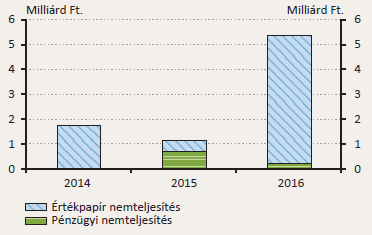 Milliárd Ft. Milliárd Ft.
6 6
5 5
4 4
3 3
2 2
1 1
0 0
2014 2015 2016
Értékpapír nemteljesítés
Pénzügyi nemteljesítés